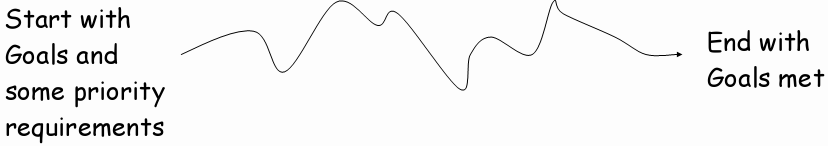 Start with
Goals and
some priority
requirements
End with
Goals met